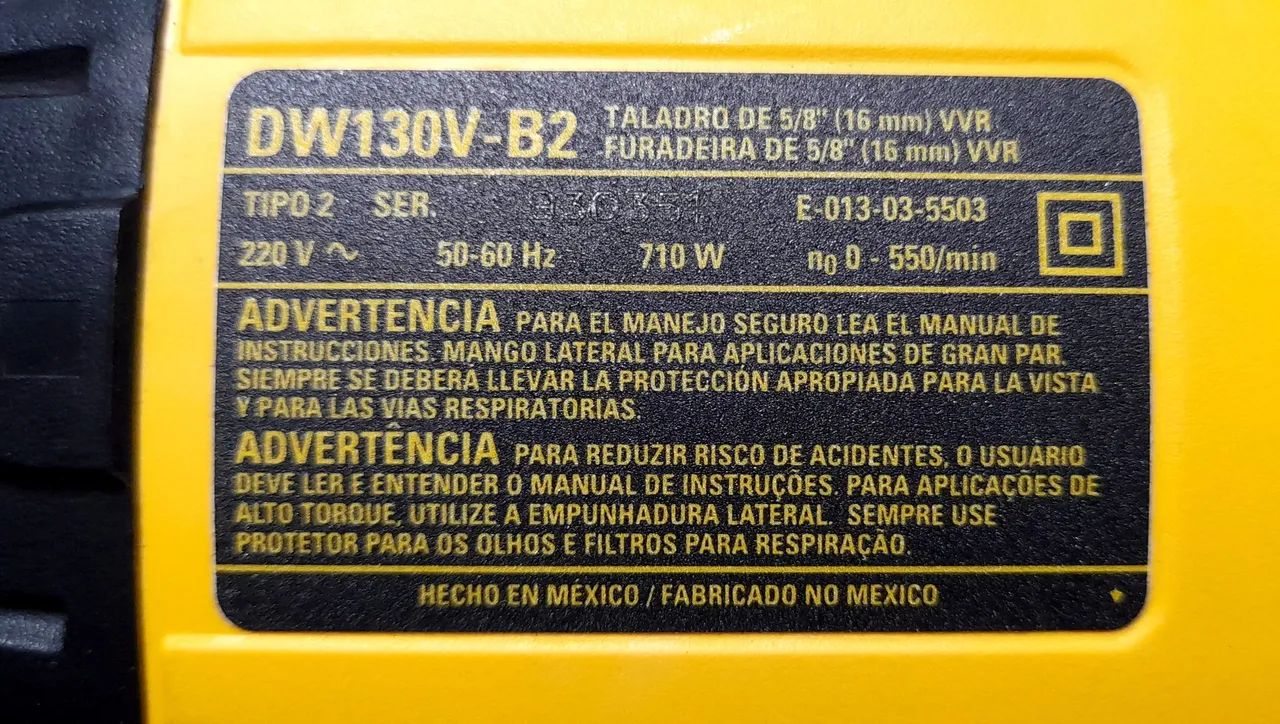 DW130V-B2
TALADRO DE 5/8" (16 mm) VVR
FURADEIRA DE 5/8" (16 mm) VVR
TIPO 2 SER. E-013-03-5503
220 V ~ 50-60 Hz 710 W n₀ 0 - 550/min
ADVERTENCIA PARA EL MANEJO SEGURO LEA EL MANUAL DE
INSTRUCCIONES. MANGO LATERAL PARA APLICACIONES DE GRAN PAR.
SIEMPRE SE DEBERÁ LLEVAR LA PROTECCIÓN APROPIADA PARA LA VISTA
Y PARA LAS VIAS RESPIRATORIAS.
ADVERTÊNCIA PARA REDUZIR RISCO DE ACIDENTES, O USUÁRIO
DEVE LER E ENTENDER O MANUAL DE INSTRUÇÕES. PARA APLICAÇÕES DE
ALTO TORQUE, UTILIZE A EMPUNHADURA LATERAL. SEMPRE USE
PROTETOR PARA OS OLHOS E FILTROS PARA RESPIRAÇÃO.
HECHO EN MÉXICO / FABRICADO NO MEXICO